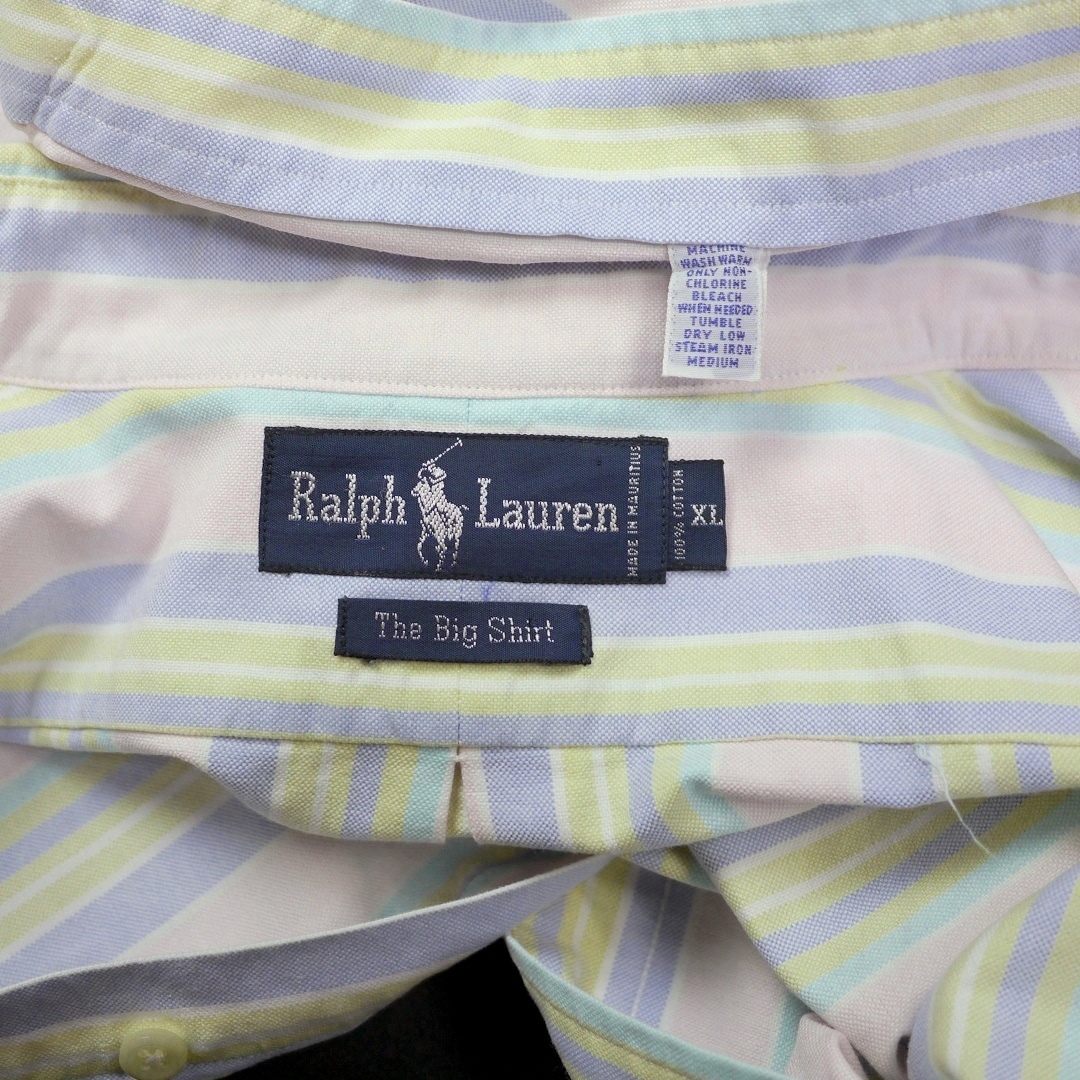 MACHINE
WASH WARM
ONLY NON-
CHLORINE
BLEACH
WHEN NEEDED
TUMBLE
DRY LOW
STEAM IRON
MEDIUM
Ralph Lauren
MADE IN MAURITIUS
100% COTTON
XL
The Big Shirt